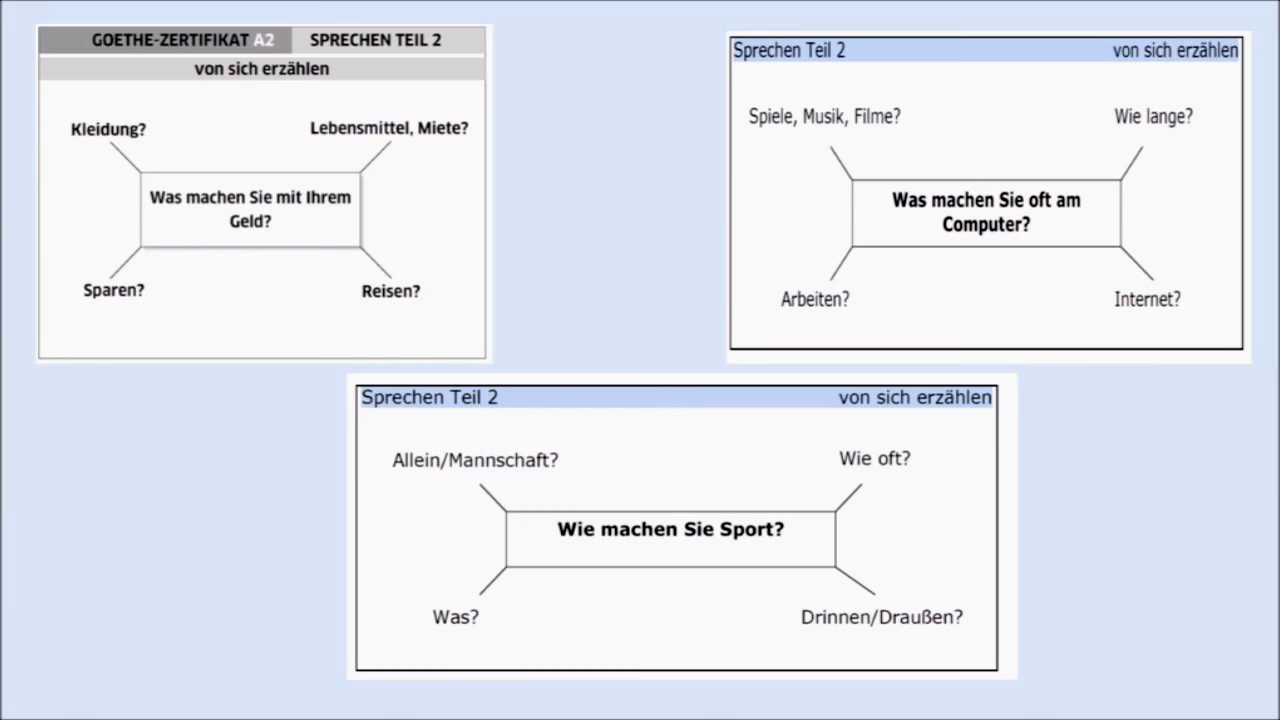 GOETHE-ZERTIFIKAT A2 SPRECHEN TEIL 2
von sich erzählen
Kleidung? Lebensmittel, Miete?
Was machen Sie mit Ihrem
Geld?
Sparen? Reisen?
Sprechen Teil 2 von sich erzählen
Spiele, Musik, Filme? Wie lange?
Was machen Sie oft am
Computer?
Arbeiten? Internet?
Sprechen Teil 2 von sich erzählen
Allein/Mannschaft? Wie oft?
Wie machen Sie Sport?
Was? Drinnen/Draußen?